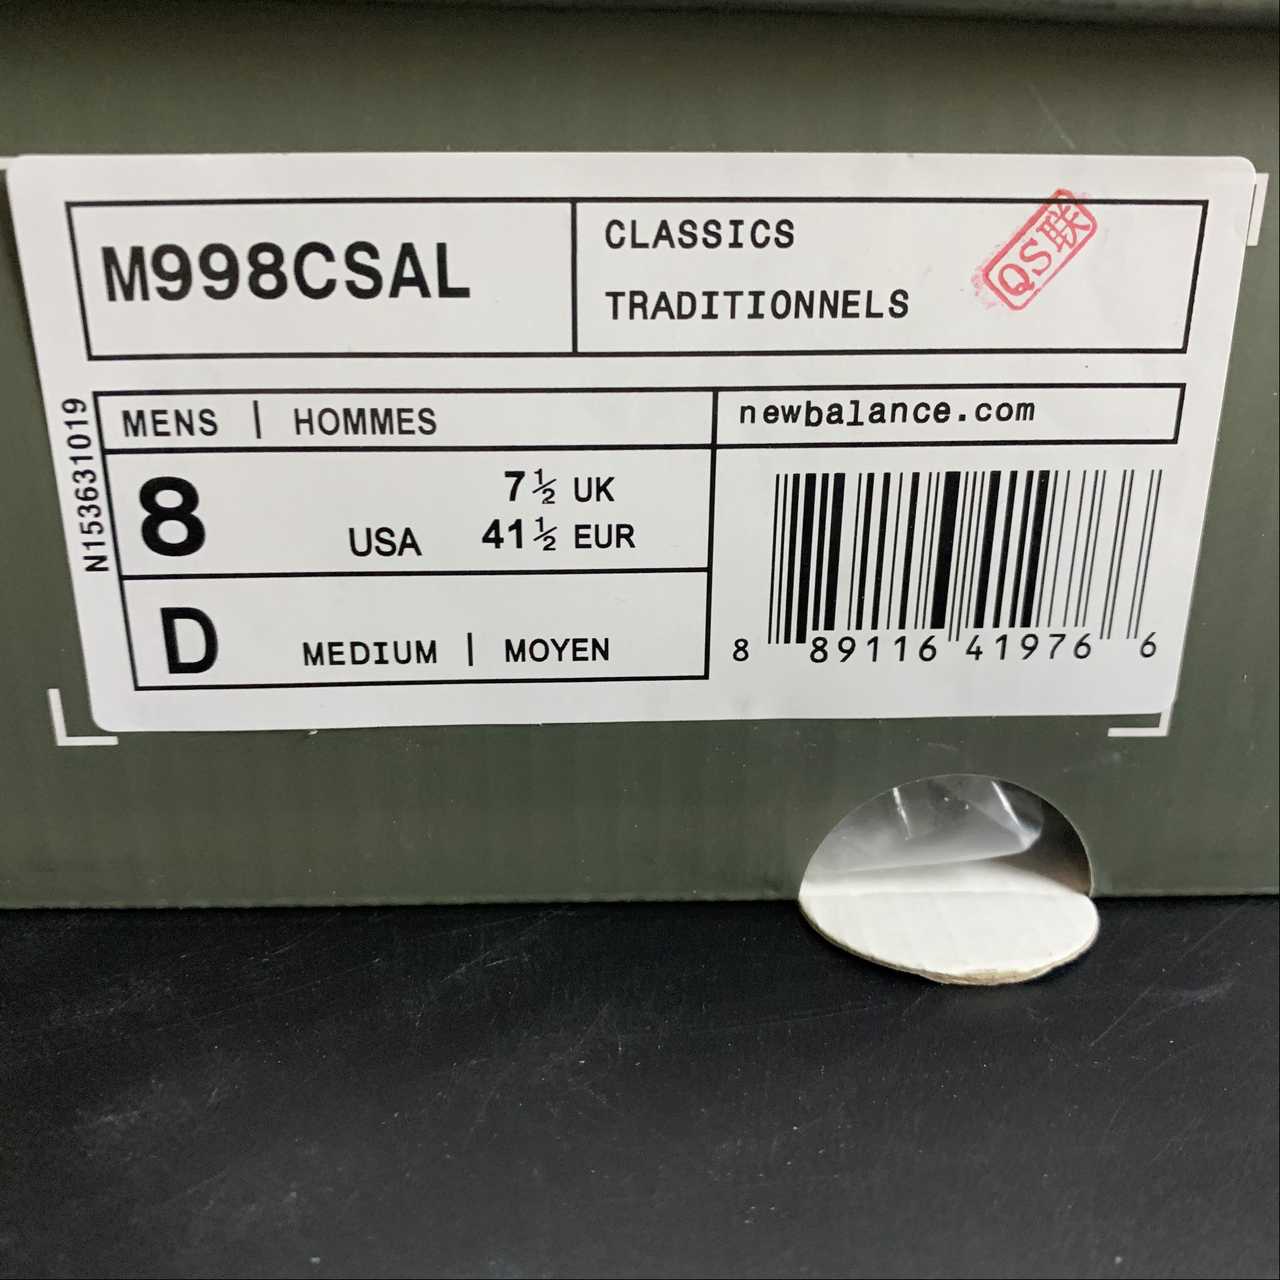 M998CSAL
CLASSICS
TRADITIONNELS
QS联
N153631019
MENS | HOMMES
newbalance.com
8 USA
7½ UK
41½ EUR
D MEDIUM | MOYEN
8 89116 41976 6